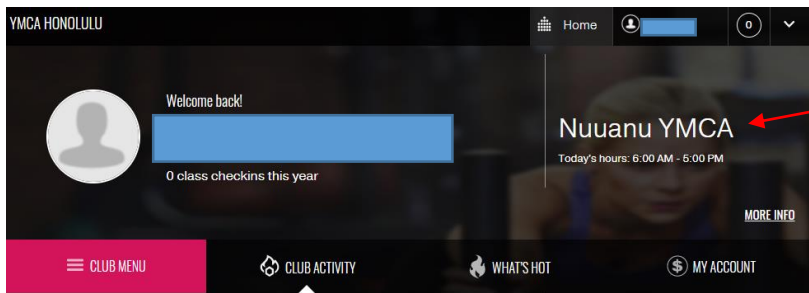 YMCA HONOLULU
Home
0
Welcome back!
0 class checkins this year
Nuuanu YMCA
Today's hours: 6:00 AM - 5:00 PM
MORE INFO
CLUB MENU
CLUB ACTIVITY
WHAT'S HOT
$ MY ACCOUNT